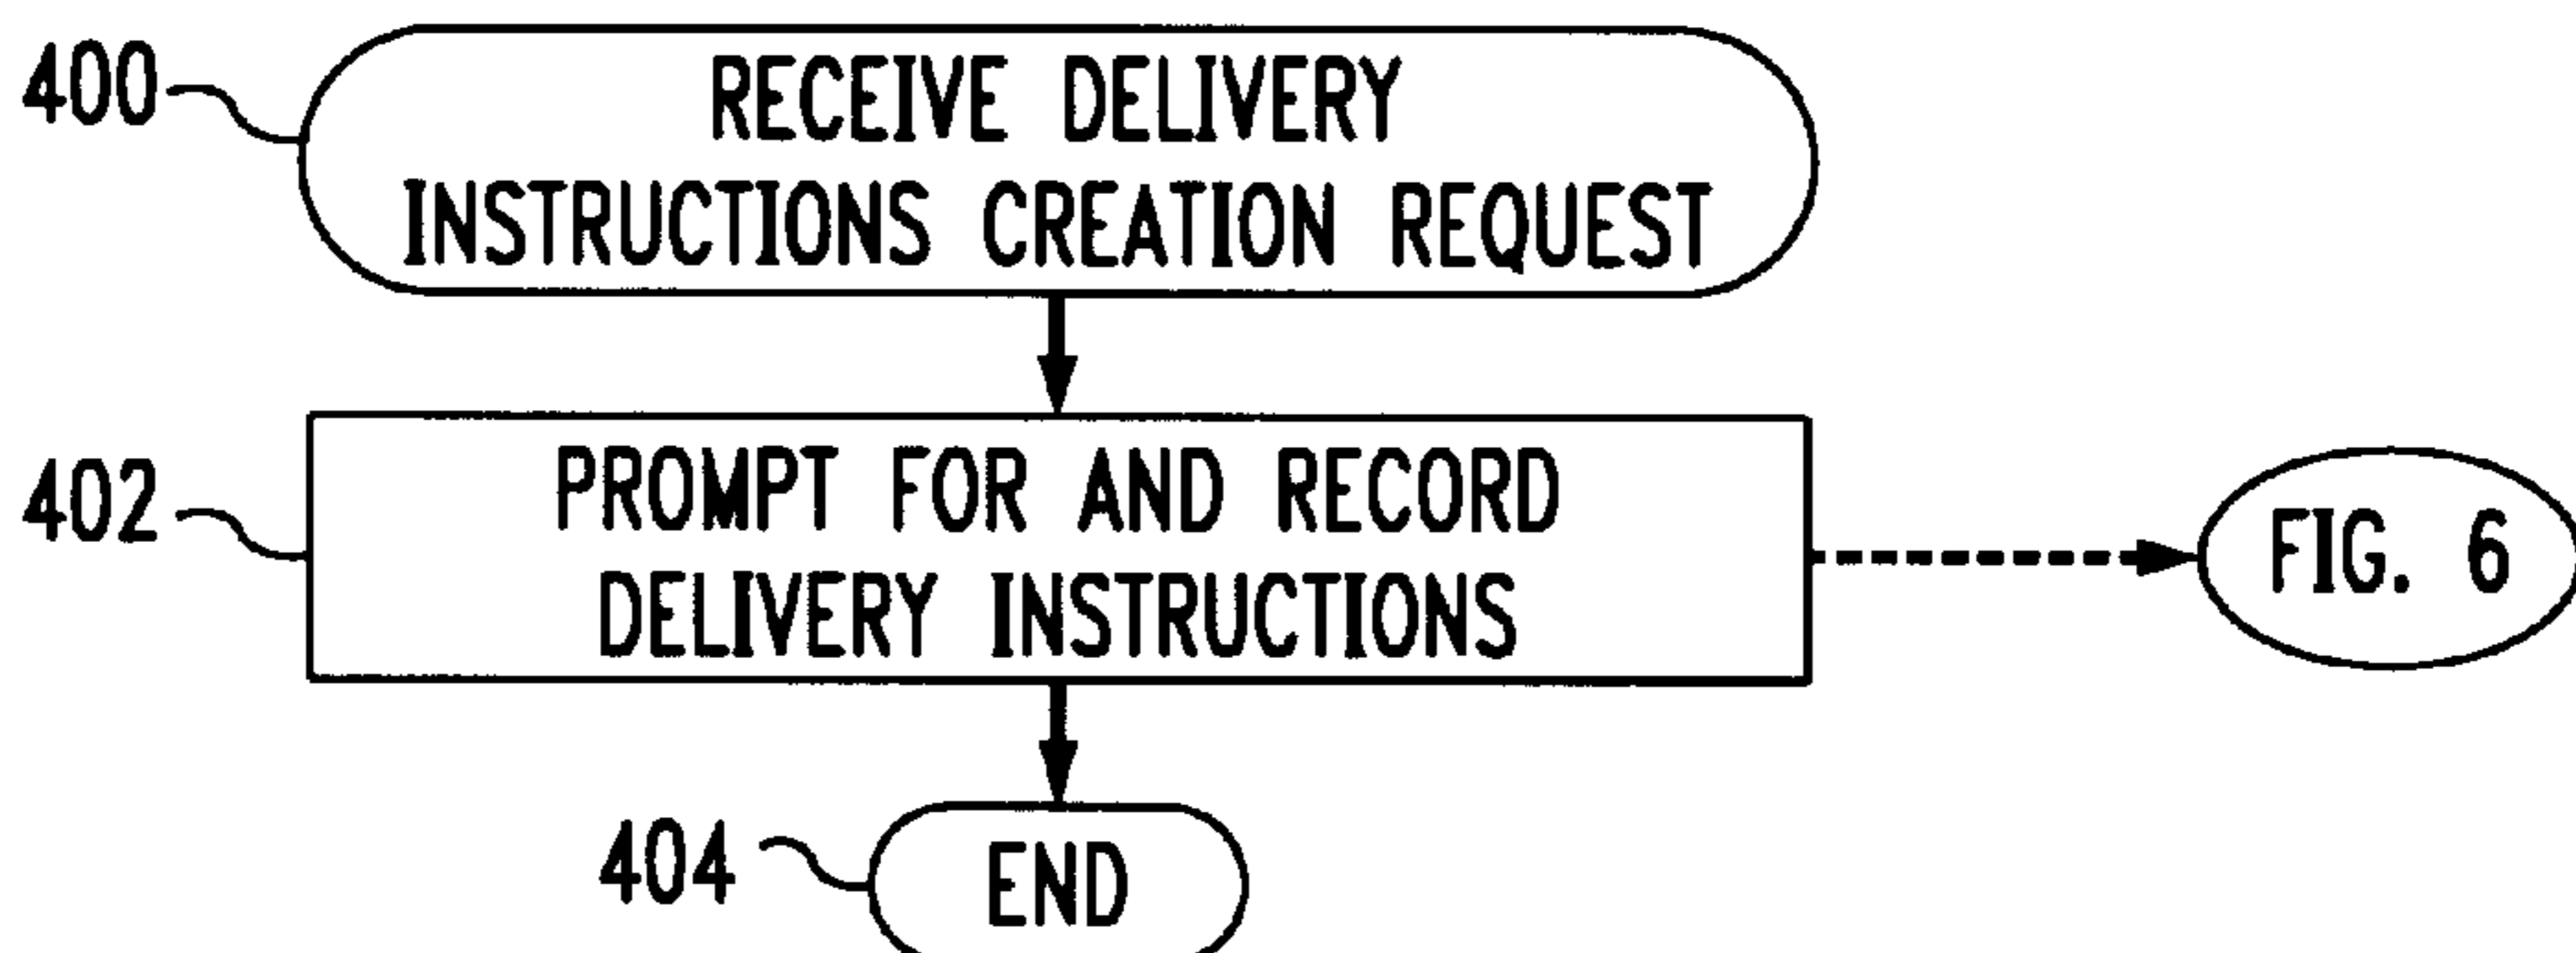 400
RECEIVE DELIVERY
INSTRUCTIONS CREATION REQUEST
402
PROMPT FOR AND RECORD
DELIVERY INSTRUCTIONS
FIG. 6
404
END